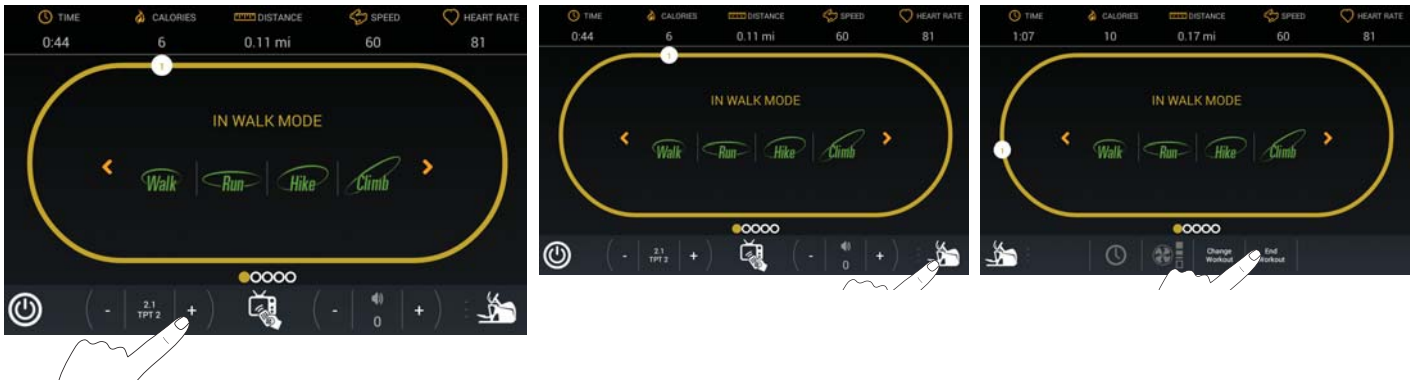 TIME CALORIES DISTANCE SPEED HEART RATE
0:44 6 0.11 mi 60 81
1
IN WALK MODE
Walk Run Hike Climb
- 2.1 + - 0 +
TPT 2
TIME CALORIES DISTANCE SPEED HEART RATE
0:44 6 0.11 mi 60 81
1
IN WALK MODE
Walk Run Hike Climb
- 2.1 + - 0 +
TPT 2
TIME CALORIES DISTANCE SPEED HEART RATE
1:07 10 0.17 mi 60 81
1
IN WALK MODE
Walk Run Hike Climb
Change End
Workout Workout